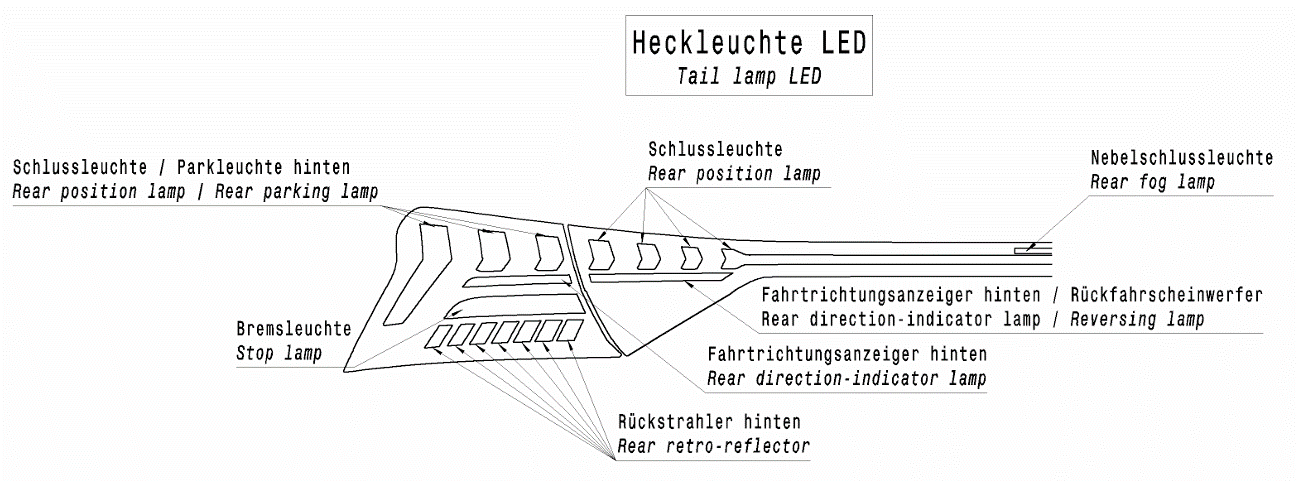 Heckleuchte LED
Tail lamp LED
Schlussleuchte / Parkleuchte hinten
Rear position lamp / Rear parking lamp
Schlussleuchte
Rear position lamp
Nebelschlussleuchte
Rear fog lamp
Fahrtrichtungsanzeiger hinten / Rückfahrscheinwerfer
Rear direction-indicator lamp / Reversing lamp
Bremsleuchte
Stop lamp
Fahrtrichtungsanzeiger hinten
Rear direction-indicator lamp
Rückstrahler hinten
Rear retro-reflector